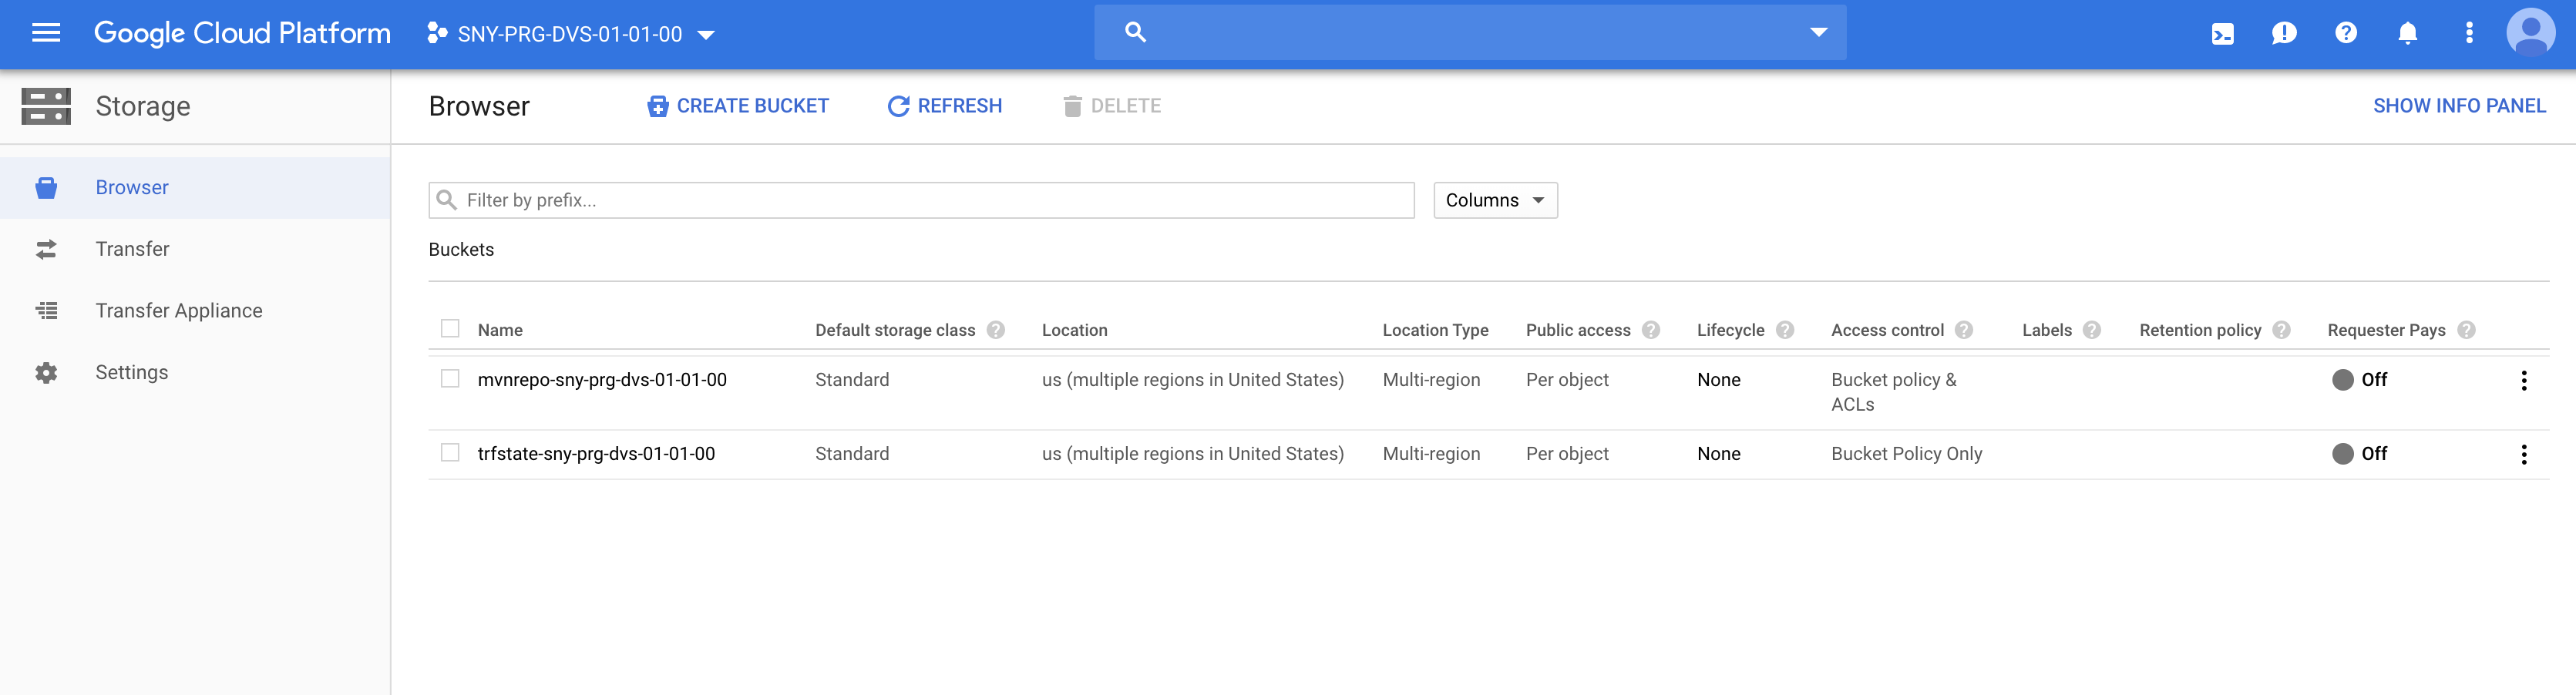 Google Cloud Platform SNY-PRG-DVS-01-01-00
Storage
Browser
Transfer
Transfer Appliance
Settings
Browser CREATE BUCKET REFRESH DELETE SHOW INFO PANEL
Filter by prefix... Columns
Buckets
Name Default storage class Location Location Type Public access Lifecycle Access control Labels Retention policy Requester Pays
mvnrepo-sny-prg-dvs-01-01-00 Standard us (multiple regions in United States) Multi-region Per object None Bucket policy & Off
ACLs
trfstate-sny-prg-dvs-01-01-00 Standard us (multiple regions in United States) Multi-region Per object None Bucket Policy Only Off